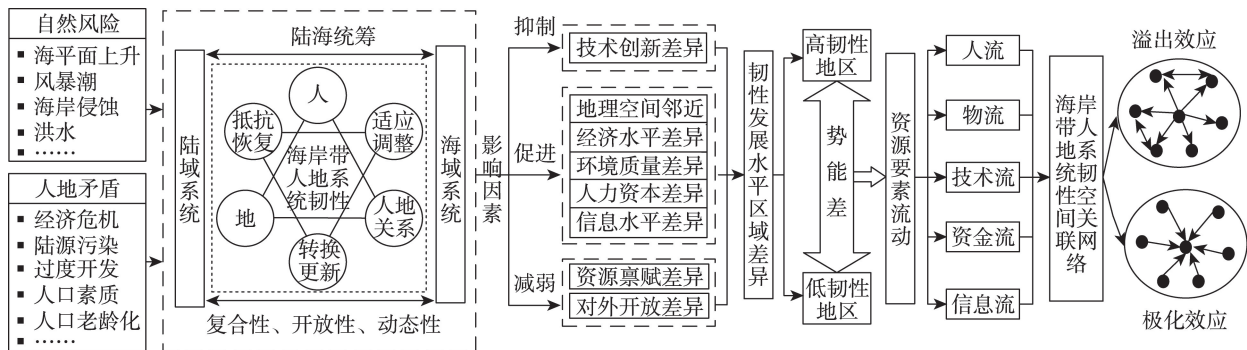 自然风险
▪ 海平面上升
▪ 风暴潮
▪ 海岸侵蚀
▪ 洪水
▪ ……
人地矛盾
▪ 经济危机
▪ 陆源污染
▪ 过度开发
▪ 人口素质
▪ 人口老龄化
▪ ……
陆域系统
陆海统筹
人
抵抗
恢复
适应
调整
海岸带
人地系
统韧性
地
人地
关系
转换
更新
海域系统
复合性、开放性、动态性
影响因素
抑制
技术创新差异
促进
地理空间邻近
经济水平差异
环境质量差异
人力资本差异
信息水平差异
减弱
资源禀赋差异
对外开放差异
韧性发展水平区域差异
高韧性
地区
势能差
低韧性
地区
资源要素流动
人流
物流
技术流
资金流
信息流
海岸带人地系统韧性空间关联网络
溢出效应
极化效应